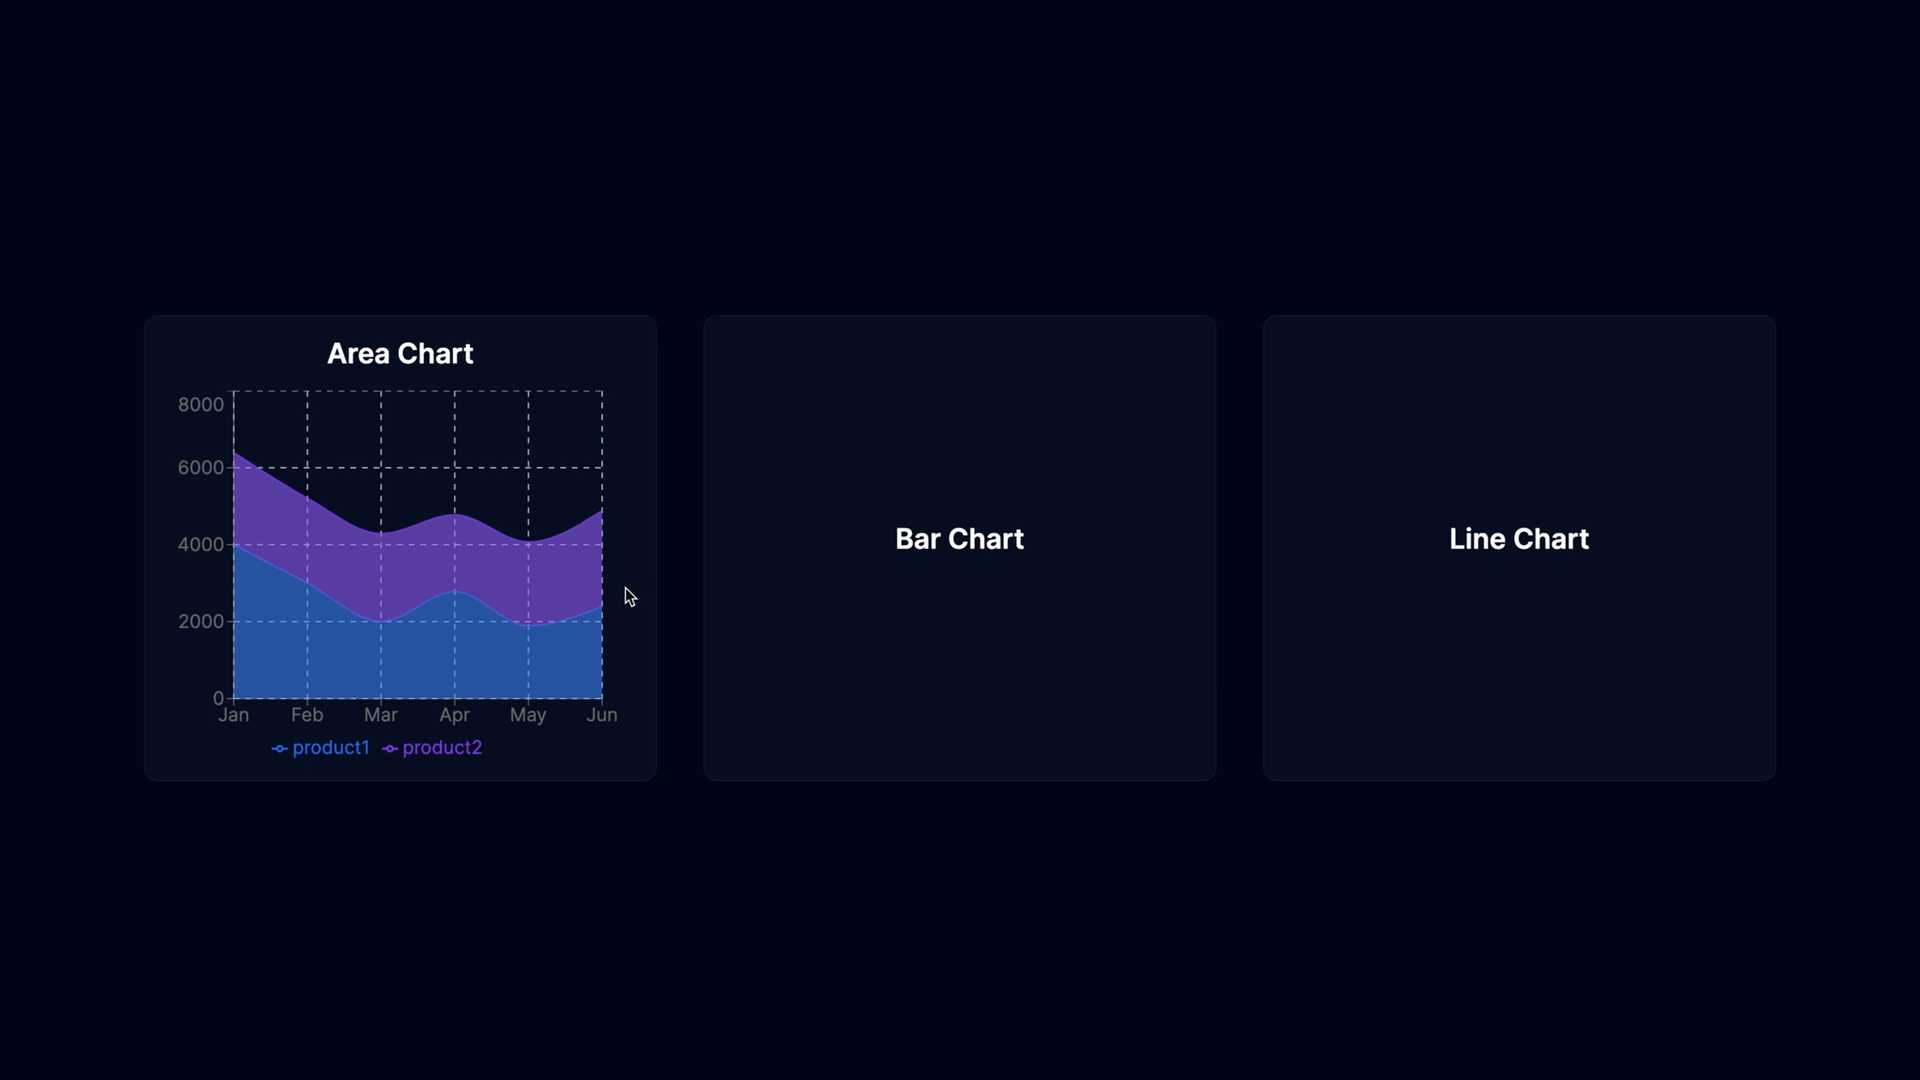 Area Chart
8000
6000
4000
2000
0
Jan Feb Mar Apr May Jun
product1 product2
Bar Chart
Line Chart